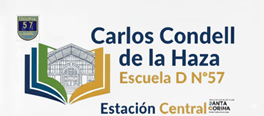 57
Carlos Condell
de la Haza
Escuela D N°57
Estación Central
SANTA
CORINA